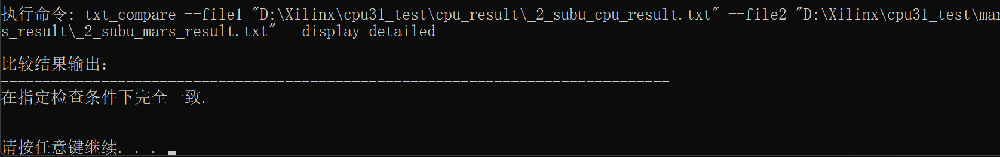 执行命令: txt_compare --file1 "D:\Xilinx\cpu31_test\cpu_result\_2_subu_cpu_result.txt" --file2 "D:\Xilinx\cpu31_test\mar
s_result\_2_subu_mars_result.txt" --display detailed
比较结果输出：
================================================================================
在指定检查条件下完全一致.
================================================================================
请按任意键继续. . .